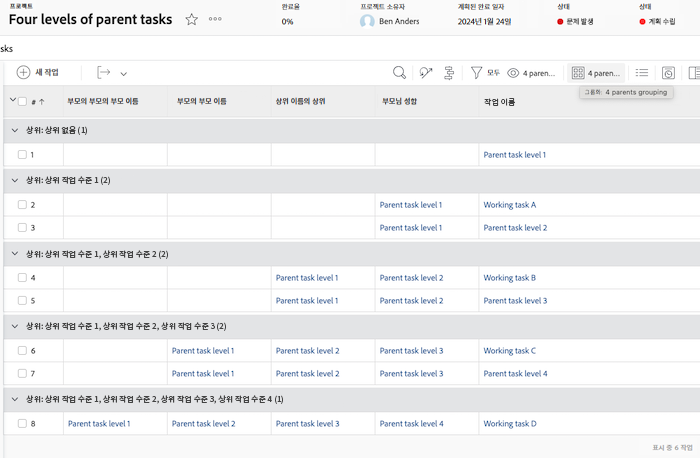 프로젝트
Four levels of parent tasks
완료율
0%
프로젝트 소유자
Ben Anders
계획된 완료 일자
2024년 1월 24일
상태
문제 발생
상태
계획 수립
sks
새 작업
모두
4 paren...
4 paren...
그룹화: 4 parents grouping
# ↑ 부모의 부모의 부모 이름 부모의 부모 이름 상위 이름의 상위 부모님 성함 작업 이름
상위: 상위 없음 (1)
1 Parent task level 1
상위: 상위 작업 수준 1 (2)
2 Parent task level 1 Working task A
3 Parent task level 1 Parent task level 2
상위: 상위 작업 수준 1, 상위 작업 수준 2 (2)
4 Parent task level 1 Parent task level 2 Working task B
5 Parent task level 1 Parent task level 2 Parent task level 3
상위: 상위 작업 수준 1, 상위 작업 수준 2, 상위 작업 수준 3 (2)
6 Parent task level 1 Parent task level 2 Parent task level 3 Working task C
7 Parent task level 1 Parent task level 2 Parent task level 3 Parent task level 4
상위: 상위 작업 수준 1, 상위 작업 수준 2, 상위 작업 수준 3, 상위 작업 수준 4 (1)
8 Parent task level 1 Parent task level 2 Parent task level 3 Parent task level 4 Working task D
표시 중 6 작업